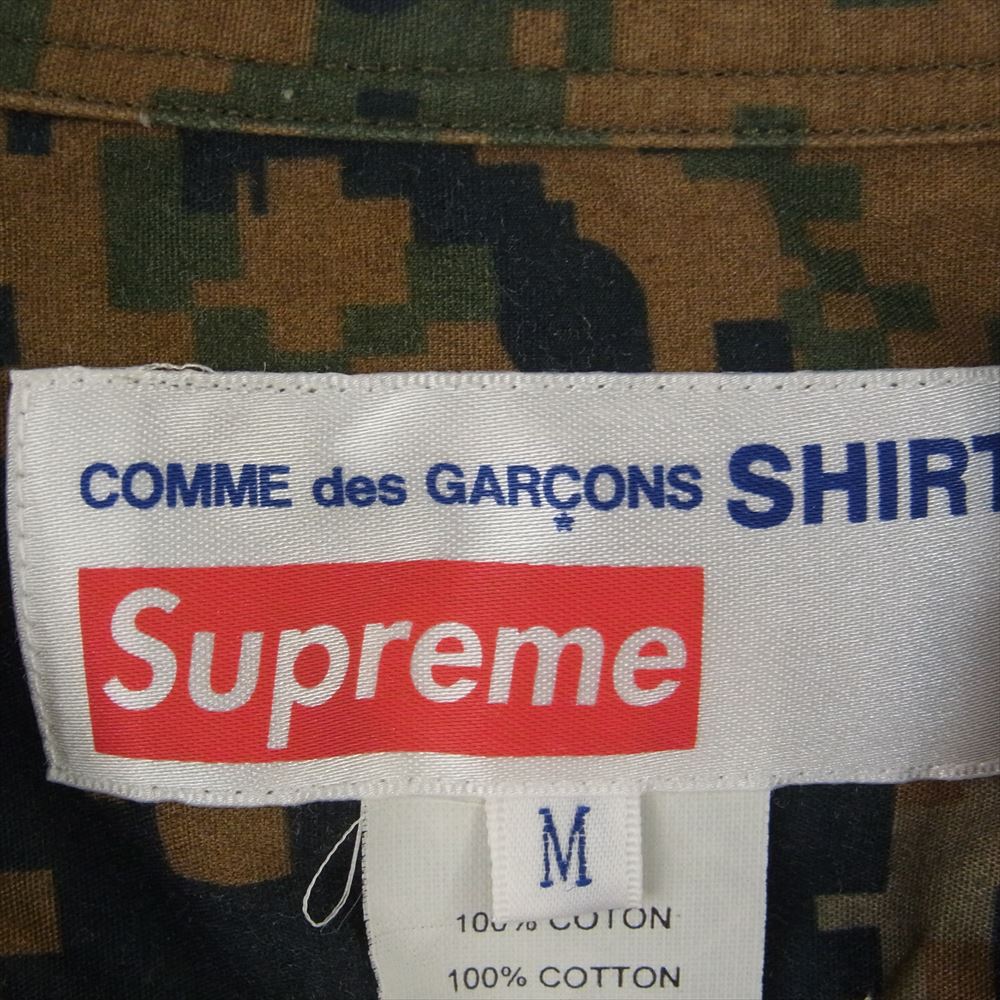 COMME des GARÇONS SHIRT
Supreme
M
100% COTON
100% COTTON